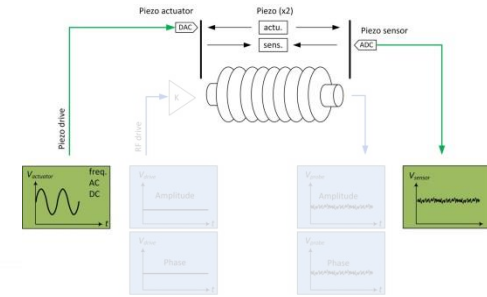 Piezo actuator
Piezo (x2)
Piezo sensor
DAC
actu.
sens.
ADC
K
Piezo drive
RF drive
Vactuator
freq.
AC
DC
t
Vdrive
Amplitude
t
Vprobe
Amplitude
t
Vsensor
t
Vdrive
Phase
t
Vprobe
Phase
t